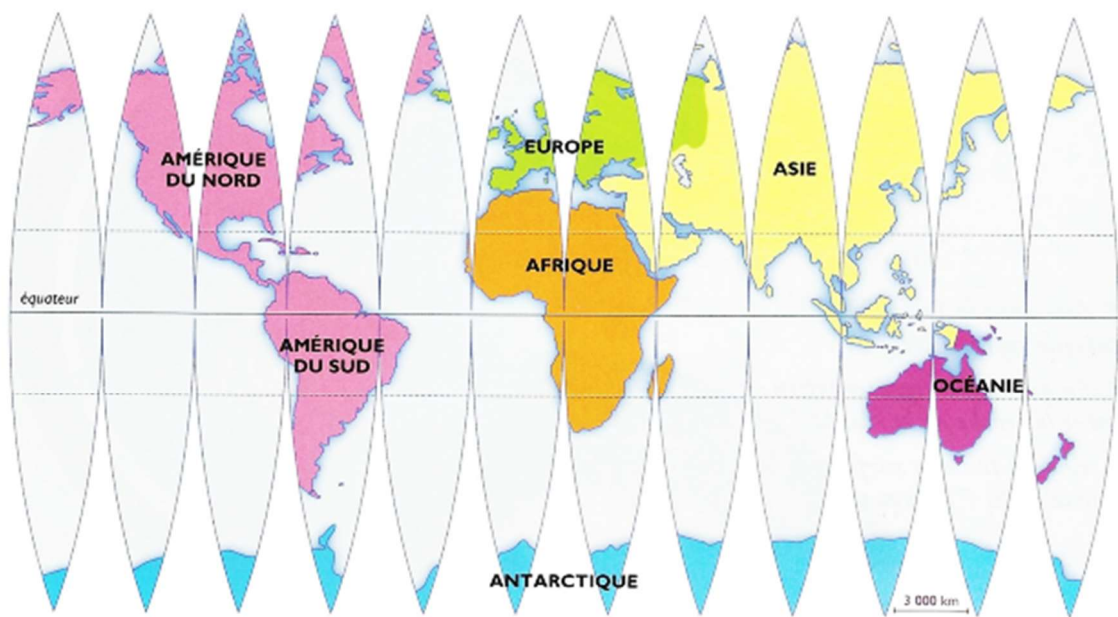 AMÉRIQUE
DU NORD
EUROPE
ASIE
AFRIQUE
équateur
AMÉRIQUE
DU SUD
OCÉANIE
ANTARCTIQUE
3 000 km